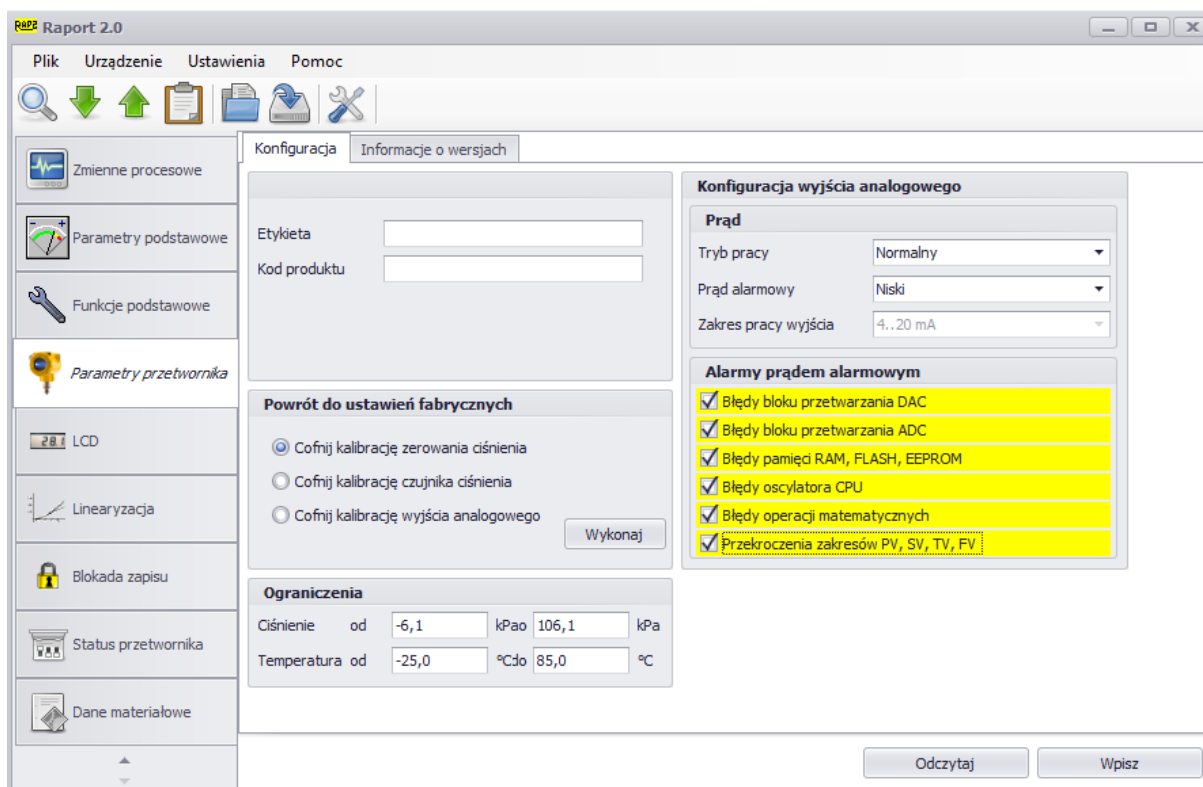 Raport 2.0
Plik Urządzenie Ustawienia Pomoc
Zmienne procesowe
Parametry podstawowe
Funkcje podstawowe
Parametry przetwornika
28.1 LCD
Linearyzacja
Blokada zapisu
Status przetwornika
Dane materiałowe
Konfiguracja Informacje o wersjach
Etykieta
Kod produktu
Powrót do ustawień fabrycznych
Cofnij kalibrację zerowania ciśnienia
Cofnij kalibrację czujnika ciśnienia
Cofnij kalibrację wyjścia analogowego
Wykonaj
Ograniczenia
Ciśnienie od -6,1 kPao 106,1 kPa
Temperatura od -25,0 ºCdo 85,0 ºC
Konfiguracja wyjścia analogowego
Prąd
Tryb pracy Normalny
Prąd alarmowy Niski
Zakres pracy wyjścia 4..20 mA
Alarmy prądem alarmowym
Błędy bloku przetwarzania DAC
Błędy bloku przetwarzania ADC
Błędy pamięci RAM, FLASH, EEPROM
Błędy oscylatora CPU
Błędy operacji matematycznych
Przekroczenia zakresów PV, SV, TV, FV
Odczytaj Wpisz